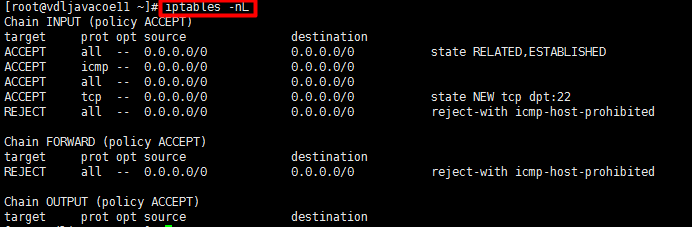 [root@vdljavacoe11 ~]# iptables -nL
Chain INPUT (policy ACCEPT)
target     prot opt source               destination
ACCEPT     all  --  0.0.0.0/0            0.0.0.0/0           state RELATED,ESTABLISHED
ACCEPT     icmp --  0.0.0.0/0            0.0.0.0/0
ACCEPT     all  --  0.0.0.0/0            0.0.0.0/0
ACCEPT     tcp  --  0.0.0.0/0            0.0.0.0/0           state NEW tcp dpt:22
REJECT     all  --  0.0.0.0/0            0.0.0.0/0           reject-with icmp-host-prohibited

Chain FORWARD (policy ACCEPT)
target     prot opt source               destination
REJECT     all  --  0.0.0.0/0            0.0.0.0/0           reject-with icmp-host-prohibited

Chain OUTPUT (policy ACCEPT)
target     prot opt source               destination